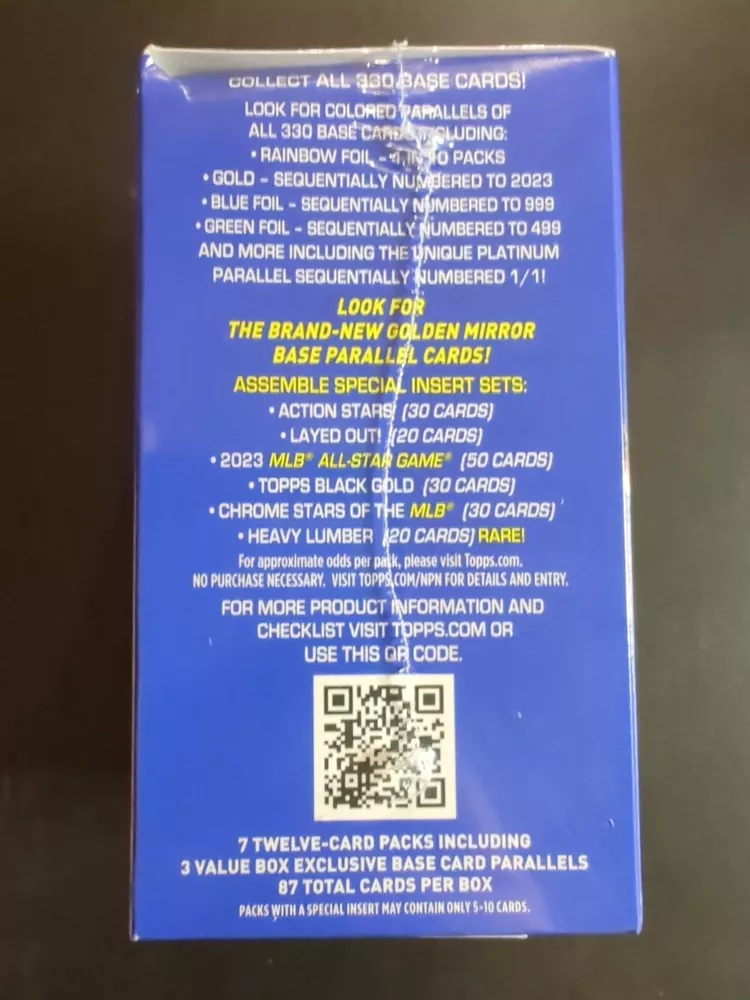 COLLECT ALL 330 BASE CARDS!
LOOK FOR COLORED PARALLELS OF
ALL 330 BASE CARDS INCLUDING:
• RAINBOW FOIL - 1 IN 10 PACKS
• GOLD – SEQUENTIALLY NUMBERED TO 2023
• BLUE FOIL – SEQUENTIALLY NUMBERED TO 999
• GREEN FOIL – SEQUENTIALLY NUMBERED TO 499
AND MORE INCLUDING THE UNIQUE PLATINUM
PARALLEL SEQUENTIALLY NUMBERED 1/1!
LOOK FOR
THE BRAND-NEW GOLDEN MIRROR
BASE PARALLEL CARDS!
ASSEMBLE SPECIAL INSERT SETS:
• ACTION STARS (30 CARDS)
• LAYED OUT! (20 CARDS)
• 2023 MLB® ALL-STAR GAME® (50 CARDS)
• TOPPS BLACK GOLD (30 CARDS)
• CHROME STARS OF THE MLB® (30 CARDS)
• HEAVY LUMBER (20 CARDS) RARE!
For approximate odds per pack, please visit Topps.com.
NO PURCHASE NECESSARY. VISIT TOPPS.COM/NPN FOR DETAILS AND ENTRY.
FOR MORE PRODUCT INFORMATION AND
CHECKLIST VISIT TOPPS.COM OR
USE THIS QR CODE.
7 TWELVE-CARD PACKS INCLUDING
3 VALUE BOX EXCLUSIVE BASE CARD PARALLELS
87 TOTAL CARDS PER BOX
PACKS WITH A SPECIAL INSERT MAY CONTAIN ONLY 5-10 CARDS.